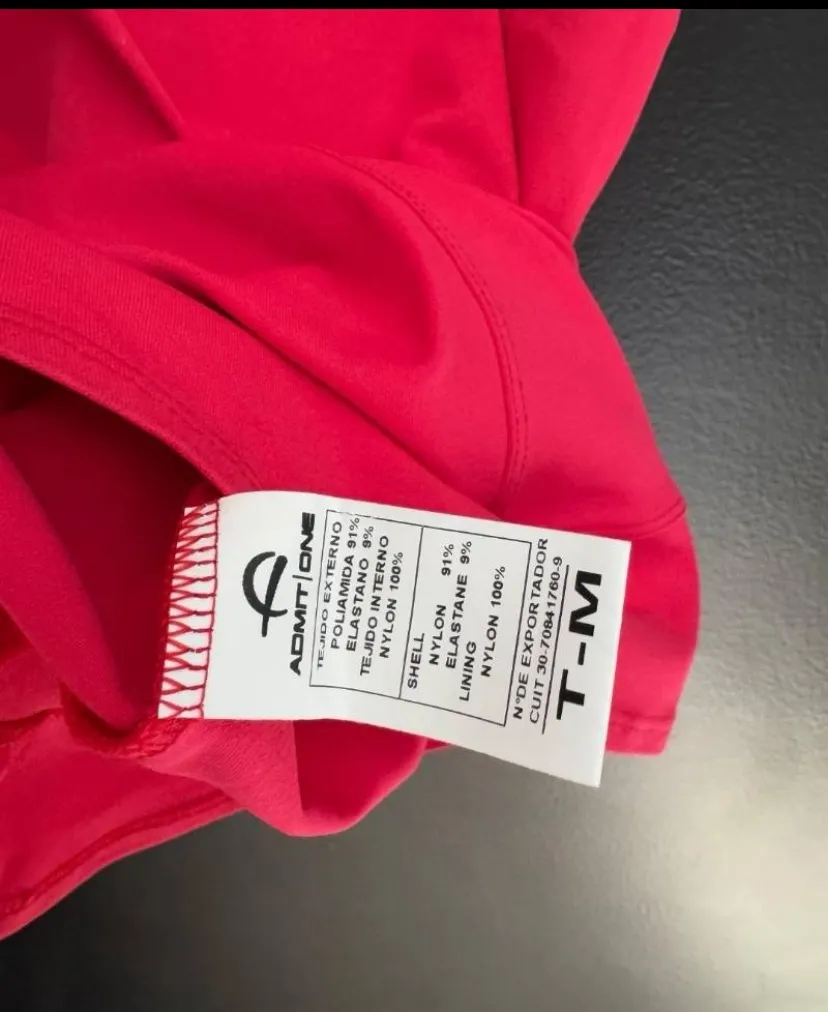 ADMIT|ONE
TEJIDO EXTERNO
POLIAMIDA 91%
ELASTANO 9%
TEJIDO INTERNO
NYLON 100%
SHELL
NYLON 91%
ELASTANE 9%
LINING
NYLON 100%
N°DE EXPORTADOR
CUIT 30-70841760-9
T-M